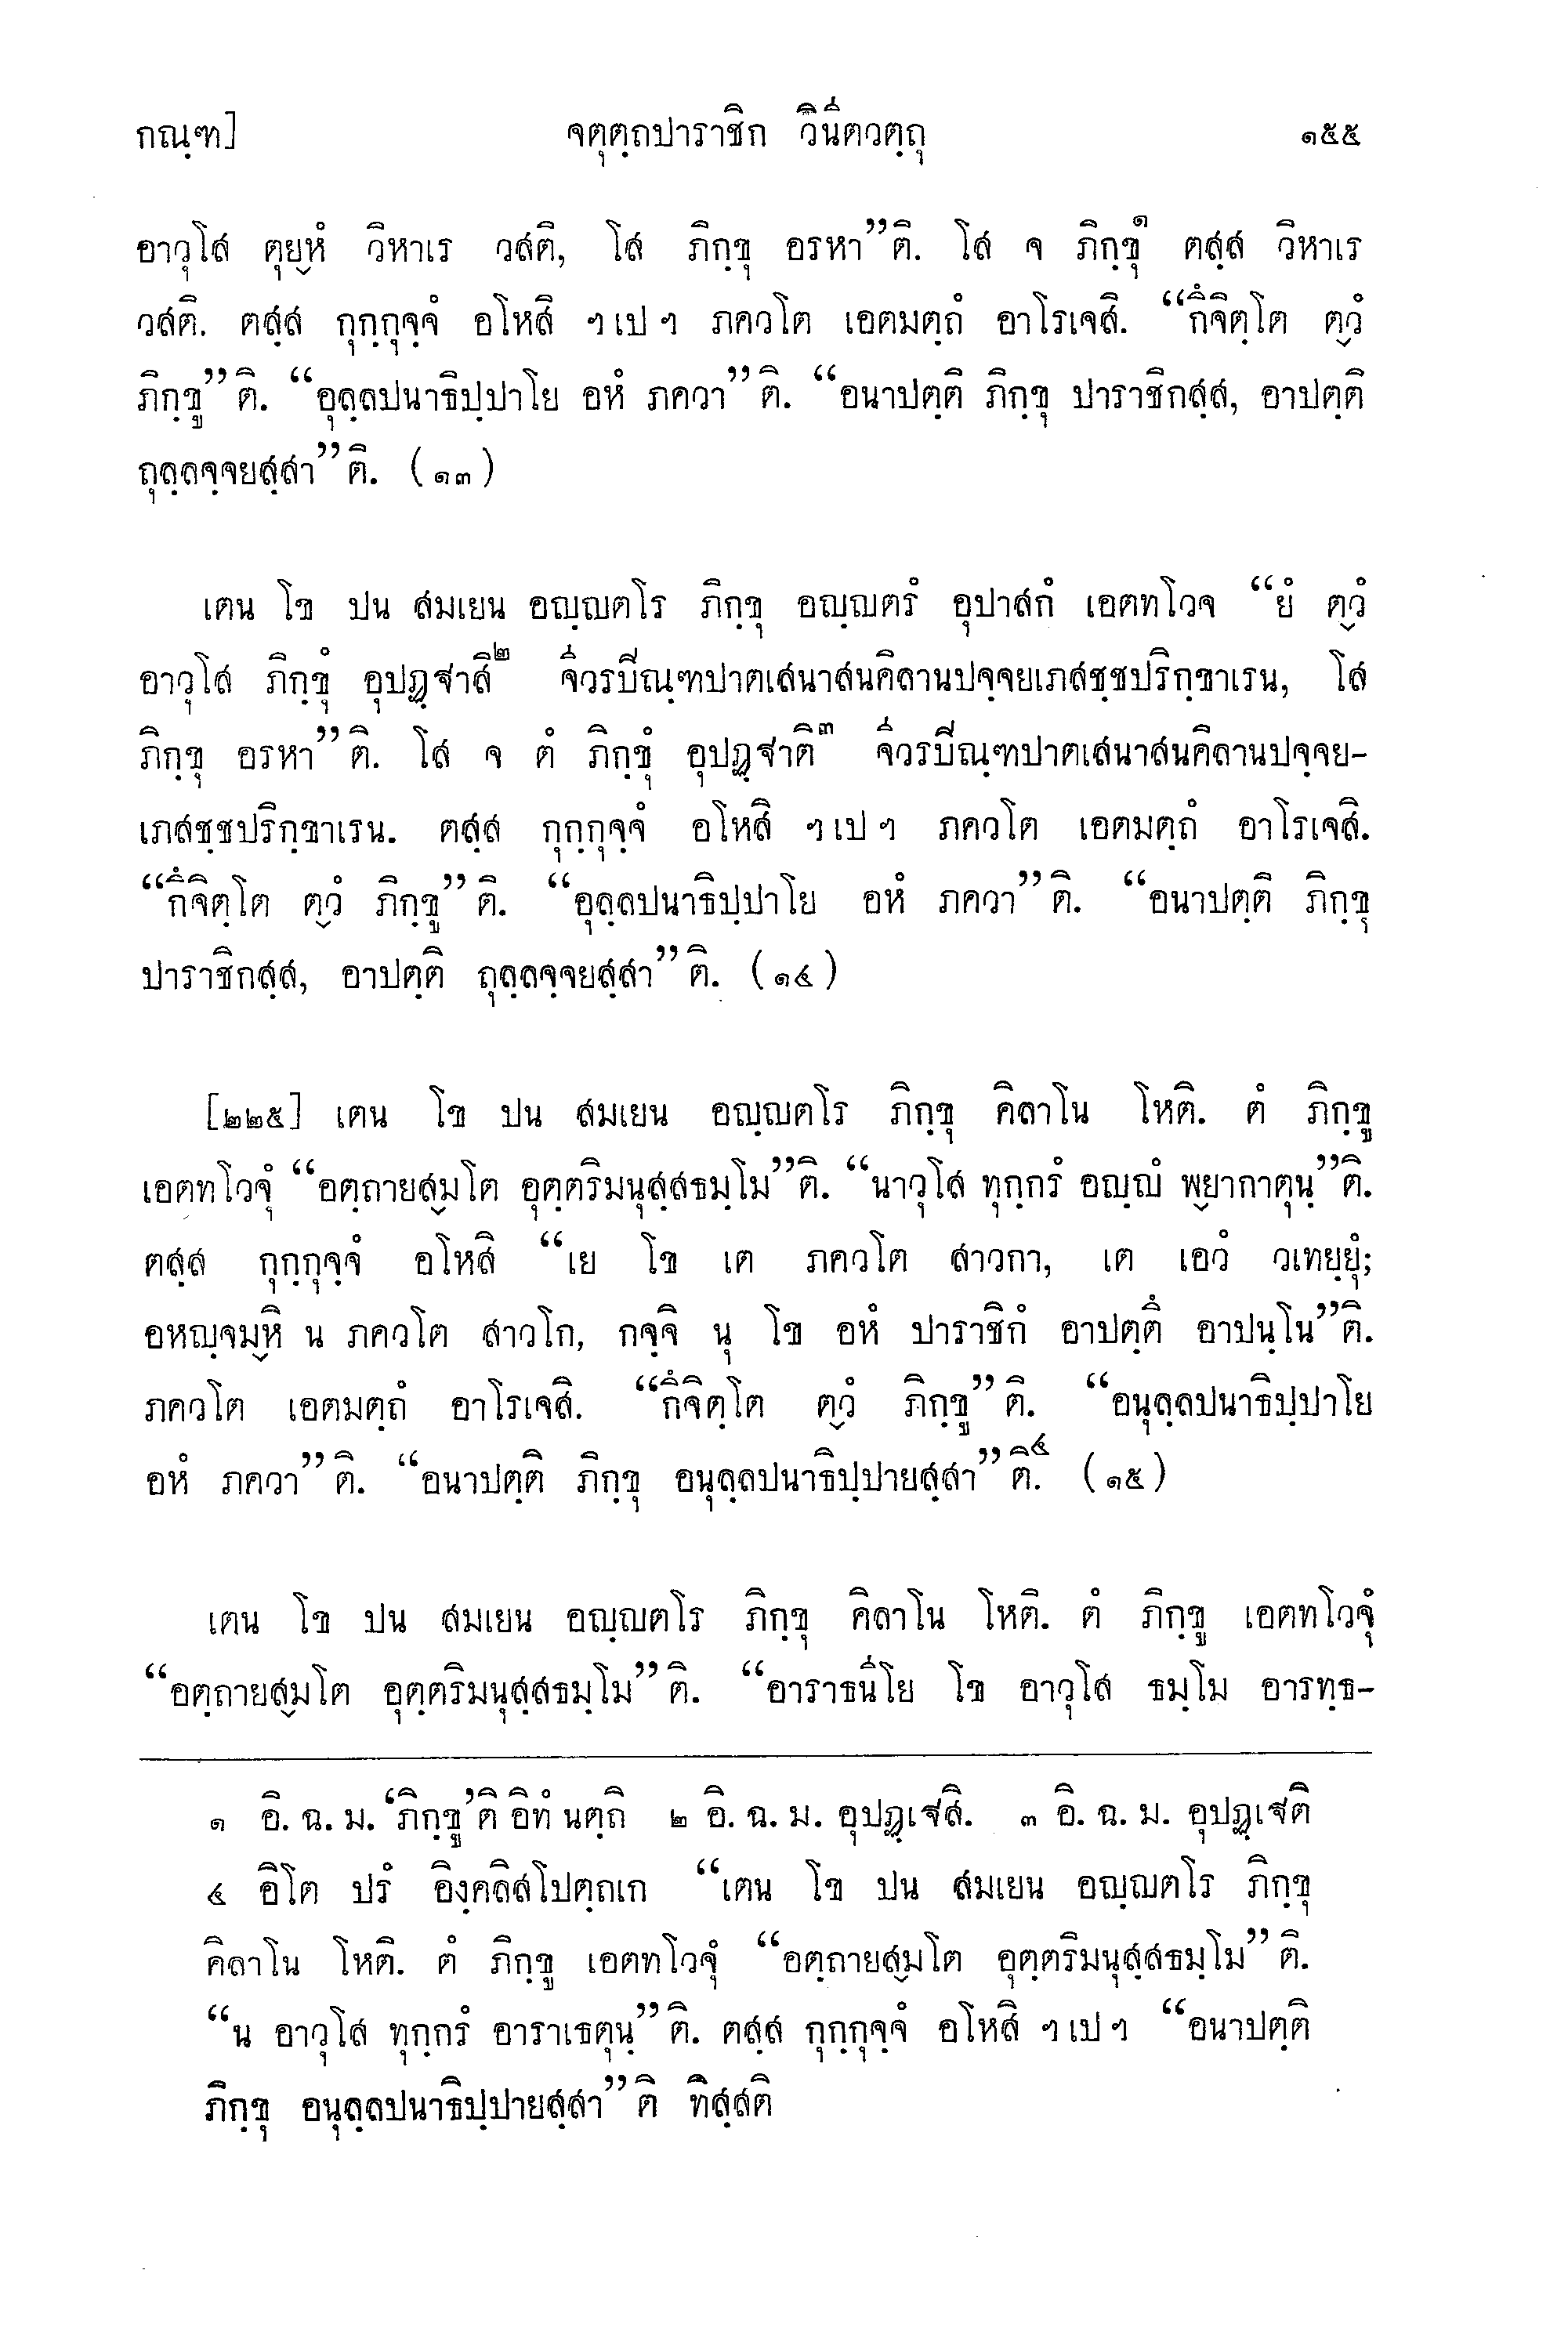 กณฺฑ] จตุตฺถปาราชิก วินีตวตฺถุ ๑๕๕
อาวุโส ตุยฺหํ วิหาเร วสติ, โส ภิกฺขุ อรหา”ติ. โส จ ภิกฺขุ๑ ตสฺส วิหาเร
วสติ. ตสฺส กุกฺกุจฺจํ อโหสิ ฯเปฯ ภควโต เอตมตฺถํ อาโรเจสิ. “กึจิตฺโต ตฺวํ
ภิกฺขู”ติ. “อุลฺลปนาธิปฺปาโย อหํ ภควา”ติ. “อนาปตฺติ ภิกฺขุ ปาราชิกสฺส, อาปตฺติ
ถุลฺลจฺจยสฺสา”ติ. (๑๓)
เตน โข ปน สมเยน อญฺญตโร ภิกฺขุ อญฺญตรํ อุปาสกํ เอตทโวจ “ยํ ตฺวํ
อาวุโส ภิกฺขุํ อุปฏฺฐาสิ๒ จีวรปิณฺฑปาตเสนาสนคิลานปจฺจยเภสชฺชปริกฺขาเรน, โส
ภิกฺขุ อรหา”ติ. โส จ ตํ ภิกฺขุํ อุปฏฺฐาติ๓ จีวรปิณฺฑปาตเสนาสนคิลานปจฺจย-
เภสชฺชปริกฺขาเรน. ตสฺส กุกฺกุจฺจํ อโหสิ ฯเปฯ ภควโต เอตมตฺถํ อาโรเจสิ.
“กึจิตฺโต ตฺวํ ภิกฺขู”ติ. “อุลฺลปนาธิปฺปาโย อหํ ภควา”ติ. “อนาปตฺติ ภิกฺขุ
ปาราชิกสฺส, อาปตฺติ ถุลฺลจฺจยสฺสา”ติ. (๑๔)
[๒๒๕] เตน โข ปน สมเยน อญฺญตโร ภิกฺขุ คิลาโน โหติ. ตํ ภิกฺขู
เอตทโวจุํ “อตฺถายสฺมโต อุตฺตริมนุสฺสธมฺโม”ติ. “นาวุโส ทุกฺกรํ อญฺญํ พฺยากาตุนฺ”ติ.
ตสฺส กุกฺกุจฺจํ อโหสิ “เย โข เต ภควโต สาวกา, เต เอวํ วเทยฺยุํ;
อหญฺจมฺหิ น ภควโต สาวโก, กจฺจิ นุ โข อหํ ปาราชิกํ อาปตฺตึ อาปนฺโน”ติ.
ภควโต เอตมตฺถํ อาโรเจสิ. “กึจิตฺโต ตฺวํ ภิกฺขู”ติ. “อนุลฺลปนาธิปฺปาโย
อหํ ภควา”ติ. “อนาปตฺติ ภิกฺขุ อนุลฺลปนาธิปฺปายสฺสา”ติ.๔ (๑๕)
เตน โข ปน สมเยน อญฺญตโร ภิกฺขุ คิลาโน โหติ. ตํ ภิกฺขู เอตทโวจุํ
“อตฺถายสฺมโต อุตฺตริมนุสฺสธมฺโม”ติ. “อาราธนีโย โข อาวุโส ธมฺโม อารทฺธ-
๑ อิ. ฉ. ม. ‘ภิกฺขู’ติ อิทํ นตฺถิ ๒ อิ. ฉ. ม. อุปฏฺเฐสิ. ๓ อิ. ฉ. ม. อุปฏฺเฐติ
๔ อิโต ปรํ อิงฺคลิสโปตฺถเก “เตน โข ปน สมเยน อญฺญตโร ภิกฺขุ
คิลาโน โหติ. ตํ ภิกฺขู เอตทโวจุํ “อตฺถายสฺมโต อุตฺตริมนุสฺสธมฺโม”ติ.
“น อาวุโส ทุกฺกรํ อาราเธตุนฺ”ติ. ตสฺส กุกฺกุจฺจํ อโหสิ ฯเปฯ “อนาปตฺติ
ภิกฺขุ อนุลฺลปนาธิปฺปายสฺสา”ติ ทิสฺสติ